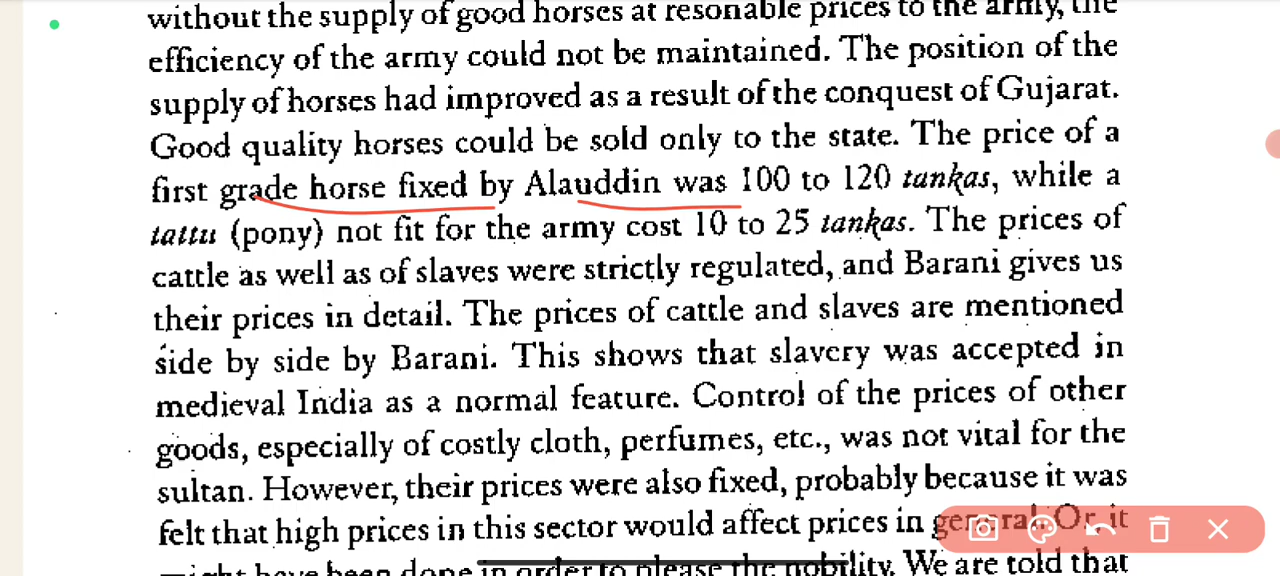 without the supply of good horses at resonable prices to the army, the
efficiency of the army could not be maintained. The position of the
supply of horses had improved as a result of the conquest of Gujarat.
Good quality horses could be sold only to the state. The price of a
first grade horse fixed by Alauddin was 100 to 120 tankas, while a
tattu (pony) not fit for the army cost 10 to 25 tankas. The prices of
cattle as well as of slaves were strictly regulated, and Barani gives us
their prices in detail. The prices of cattle and slaves are mentioned
side by side by Barani. This shows that slavery was accepted in
medieval India as a normal feature. Control of the prices of other
goods, especially of costly cloth, perfumes, etc., was not vital for the
sultan. However, their prices were also fixed, probably because it was
felt that high prices in this sector would affect prices in general. Or it
might have been done in order to please the nobility. We are told that